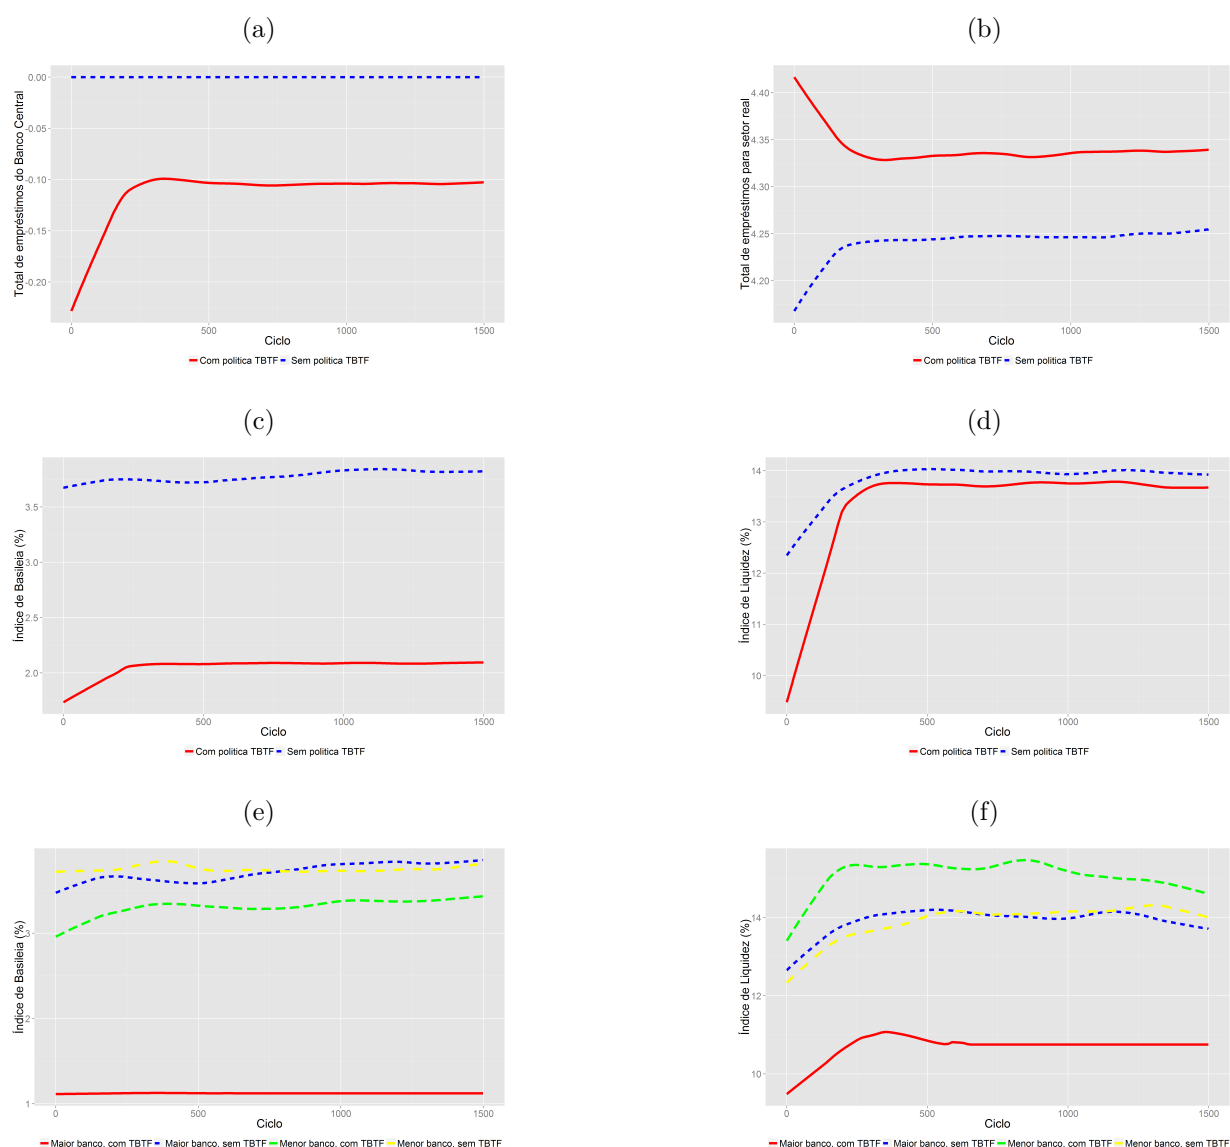 (a)
Total de empréstimos do Banco Central
0.00
-0.05
-0.10
-0.15
-0.20
0 500 1000 1500
Ciclo
Com politica TBTF Sem politica TBTF
(b)
Total de empréstimos para setor real
4.40
4.35
4.30
4.25
4.20
0 500 1000 1500
Ciclo
Com politica TBTF Sem politica TBTF
(c)
Índice de Basileia (%)
3.5
3.0
2.5
2.0
0 500 1000 1500
Ciclo
Com politica TBTF Sem politica TBTF
(d)
Índice de Liquidez (%)
14
13
12
11
10
0 500 1000 1500
Ciclo
Com politica TBTF Sem politica TBTF
(e)
Índice de Basileia (%)
3
2
1
0 500 1000 1500
Ciclo
Maior banco. com TBTF Maior banco. sem TBTF Menor banco. com TBTF Menor banco. sem TBTF
(f)
Índice de Liquidez (%)
14
12
10
0 500 1000 1500
Ciclo
Maior banco. com TBTF Maior banco. sem TBTF Menor banco. com TBTF Menor banco. sem TBTF